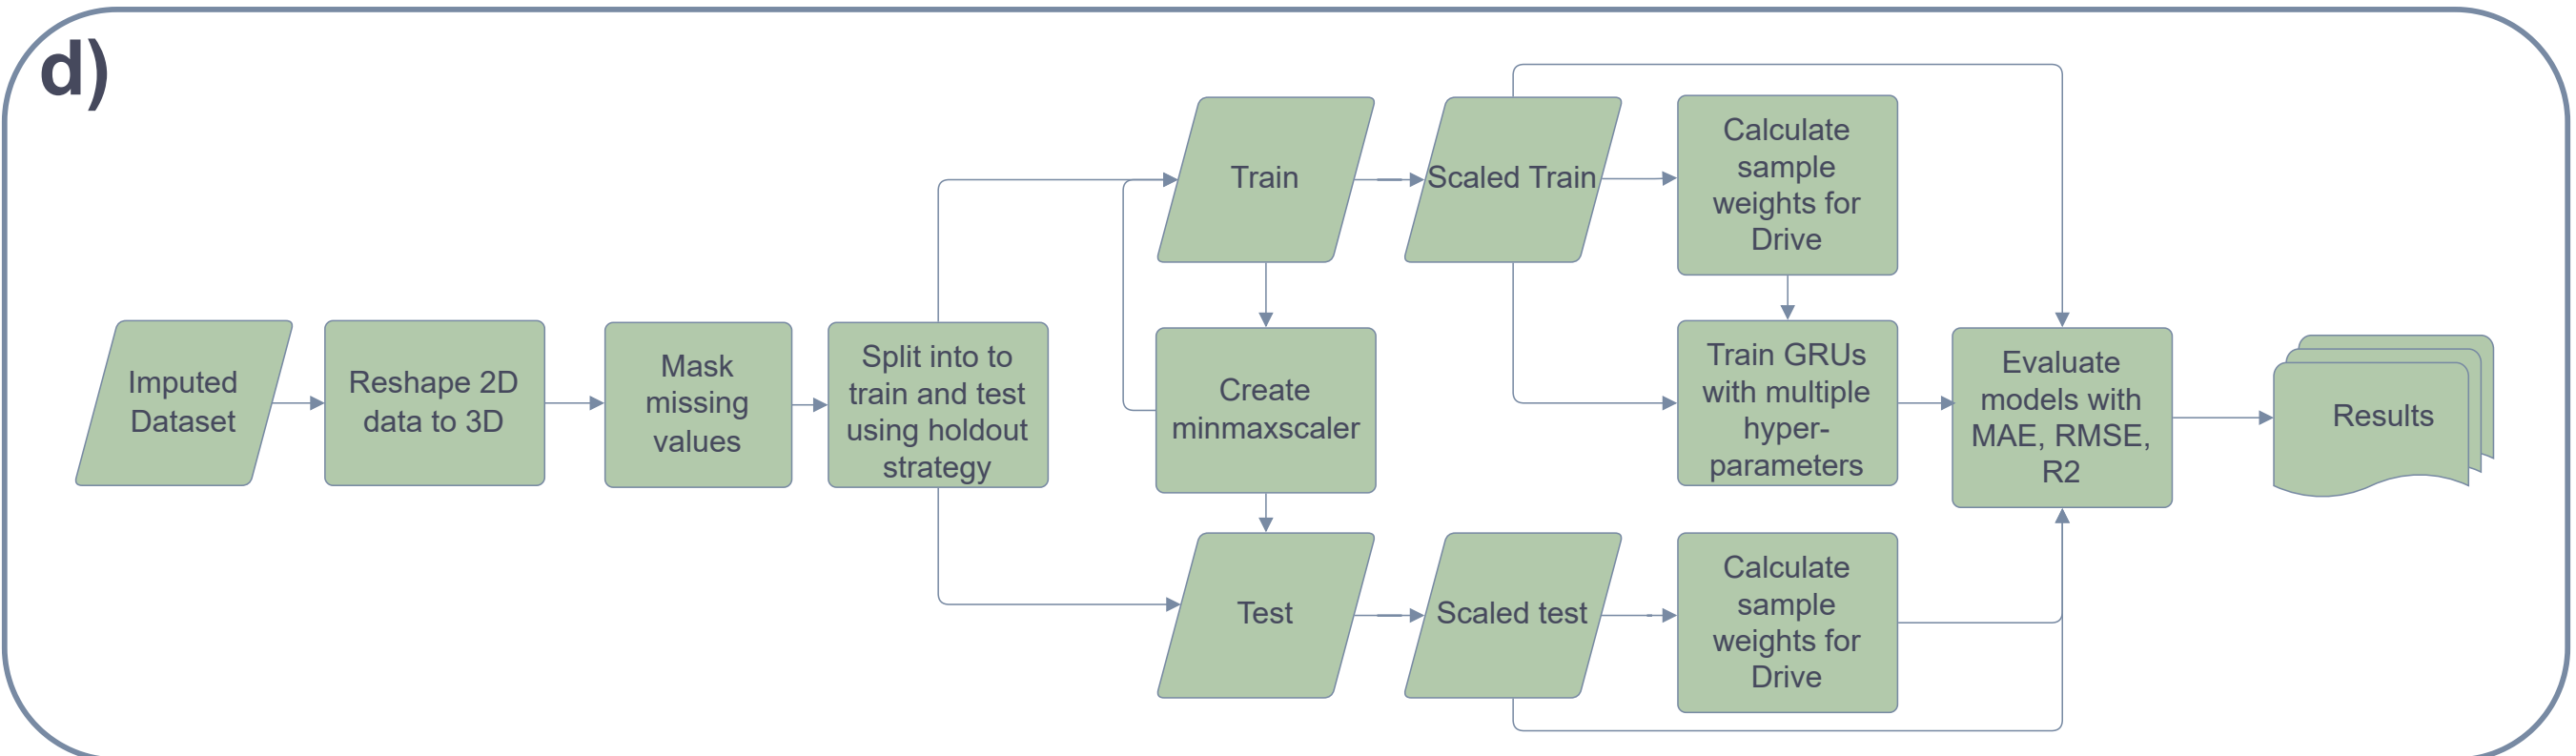 d)
Imputed
Dataset
Reshape 2D
data to 3D
Mask
missing
values
Split into to
train and test
using holdout
strategy
Train
Create
minmaxscaler
Test
Scaled Train
Scaled test
Calculate
sample
weights for
Drive
Train GRUs
with multiple
hyper-
parameters
Calculate
sample
weights for
Drive
Evaluate
models with
MAE, RMSE,
R2
Results